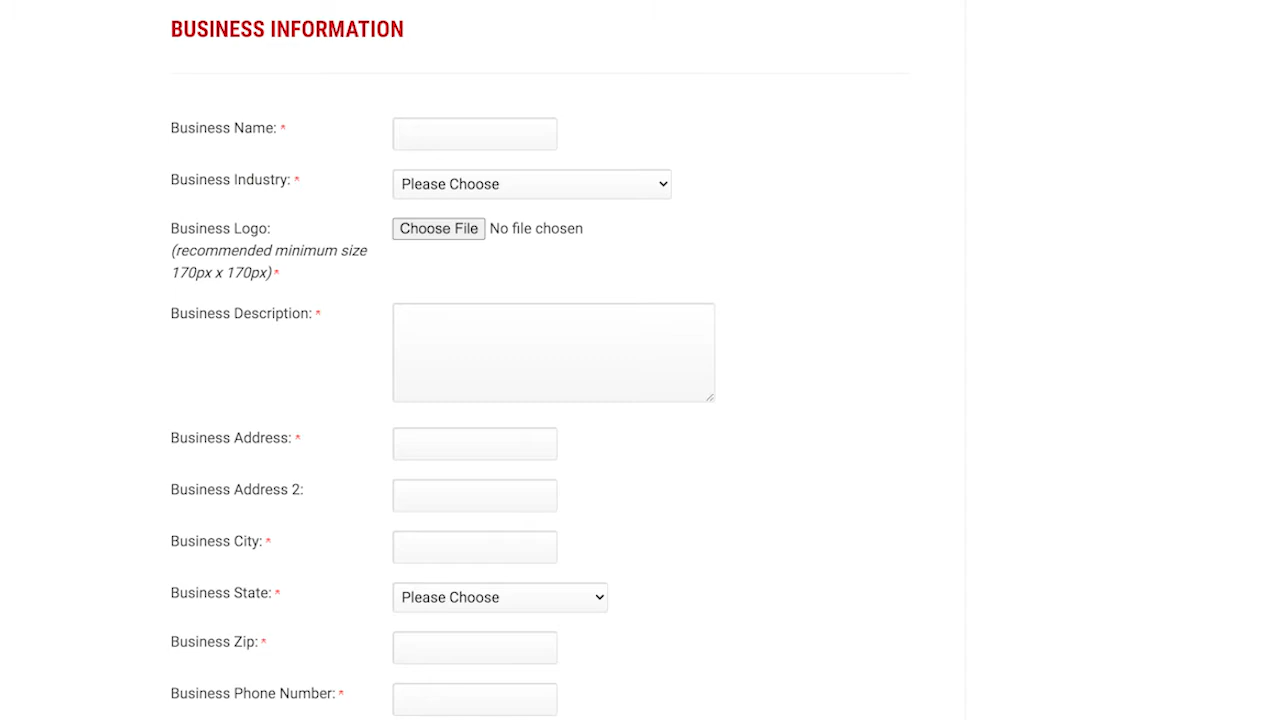 BUSINESS INFORMATION
Business Name: *
Business Industry: *
Please Choose
Business Logo:
(recommended minimum size
170px x 170px)*
Choose File No file chosen
Business Description: *
Business Address: *
Business Address 2:
Business City: *
Business State: *
Please Choose
Business Zip: *
Business Phone Number: *